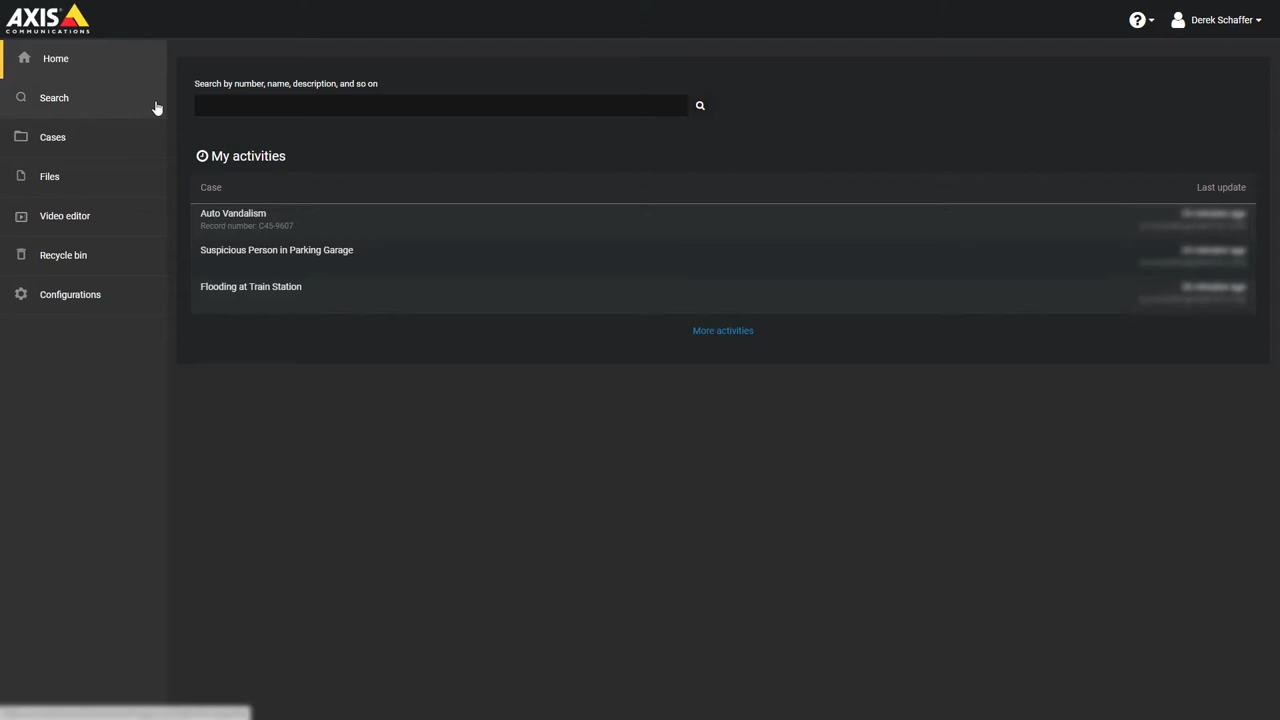 AXIS
COMMUNICATIONS
Derek Schaffer
Home
Search
Cases
Files
Video editor
Recycle bin
Configurations
Search by number, name, description, and so on
My activities
Case Last update
Auto Vandalism
Record number: C45-9607
Suspicious Person in Parking Garage
Flooding at Train Station
More activities